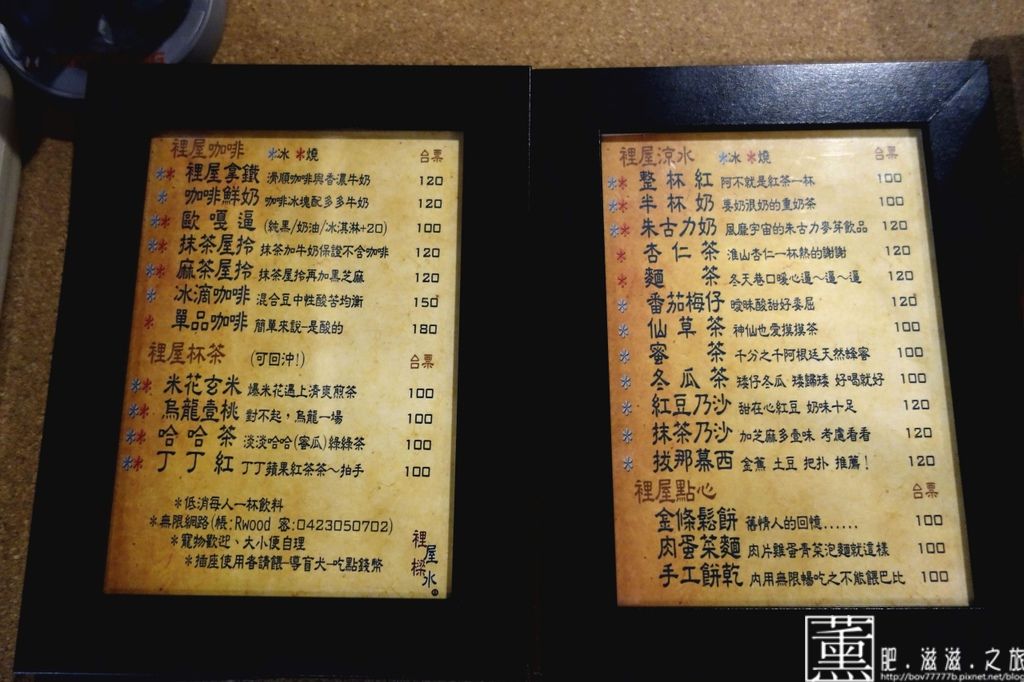 裡屋咖啡 *冰 *燒 台票
** 裡屋拿鐵 滑順咖啡與香濃牛奶 120
* 咖啡鮮奶 咖啡冰塊配多多牛奶 120
** 歐嘎逼 (純黑/奶油/冰淇淋+20) 100
** 抹茶屋拎 抹茶加牛奶保證不含咖啡 120
** 麻茶屋拎 抹茶屋拎再加黑芝麻 120
* 冰滴咖啡 混合豆中性酸苦均衡 150
* 單品咖啡 簡單來說-是酸的 180
裡屋杯茶 (可回沖!) 台票
** 米花玄米 爆米花遇上清爽煎茶 100
** 烏龍壹桃 對不起，烏龍一場 100
** 哈哈茶 淡淡哈哈(蜜瓜)綠綠茶 100
** 丁丁紅 丁丁蘋果紅茶茶～拍手 100
*低消每人一杯飲料
*無限網路(帳:Rwood 密:0423050702)
*寵物歡迎、大小便自理
*插座使用者請餵-導盲犬-吃點錢幣
裡屋冰樑
裡屋涼水 *冰 *燒 台票
** 整杯紅 阿不就是紅茶一杯 100
** 半杯奶 要奶浪奶的重奶茶 100
** 朱古力奶 風靡宇宙的朱古力麥芽飲品 120
* 杏仁茶 淮山杏仁一杯熱的謝謝 120
* 麵茶 冬天巷口暖心逼～逼～逼 120
* 番茄梅仔 曖昧酸甜好委屈 120
* 仙草茶 神仙也愛摸摸茶 100
* 蜜茶 千分之千阿根廷天然蜂蜜 100
* 冬瓜茶 矮仔冬瓜 矮歸矮 好喝就好 100
* 紅豆乃沙 甜在心紅豆 奶味十足 120
* 抹茶乃沙 加芝麻多壹味 考慮看看 120
* 拔那慕西 金蕉 土豆 把扑 推薦! 120
裡屋點心 台票
金條鬆餅 舊情人的回憶...... 100
肉蛋菜麵 肉片雞蛋青菜泡麵就這樣 100
手工餅乾 內用無限暢吃之不能餵巴比 100
薰 肥.滋滋.之旅
http://bov77777b.pixnet.net/blog